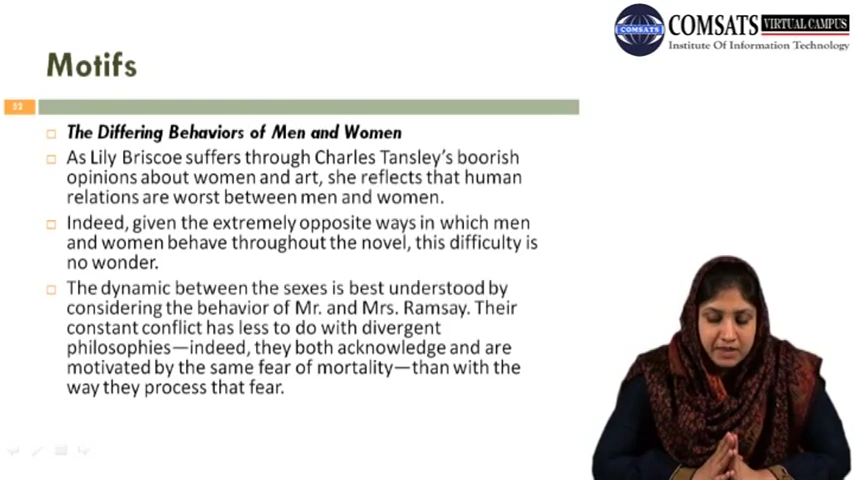 COMSATS
COMSATS VIRTUAL CAMPUS
Institute Of Information Technology
Motifs
52
The Differing Behaviors of Men and Women
As Lily Briscoe suffers through Charles Tansley's boorish
opinions about women and art, she reflects that human
relations are worst between men and women.
Indeed, given the extremely opposite ways in which men
and women behave throughout the novel, this difficulty is
no wonder.
The dynamic between the sexes is best understood by
considering the behavior of Mr. and Mrs. Ramsay. Their
constant conflict has less to do with divergent
philosophies—indeed, they both acknowledge and are
motivated by the same fear of mortality—than with the
way they process that fear.